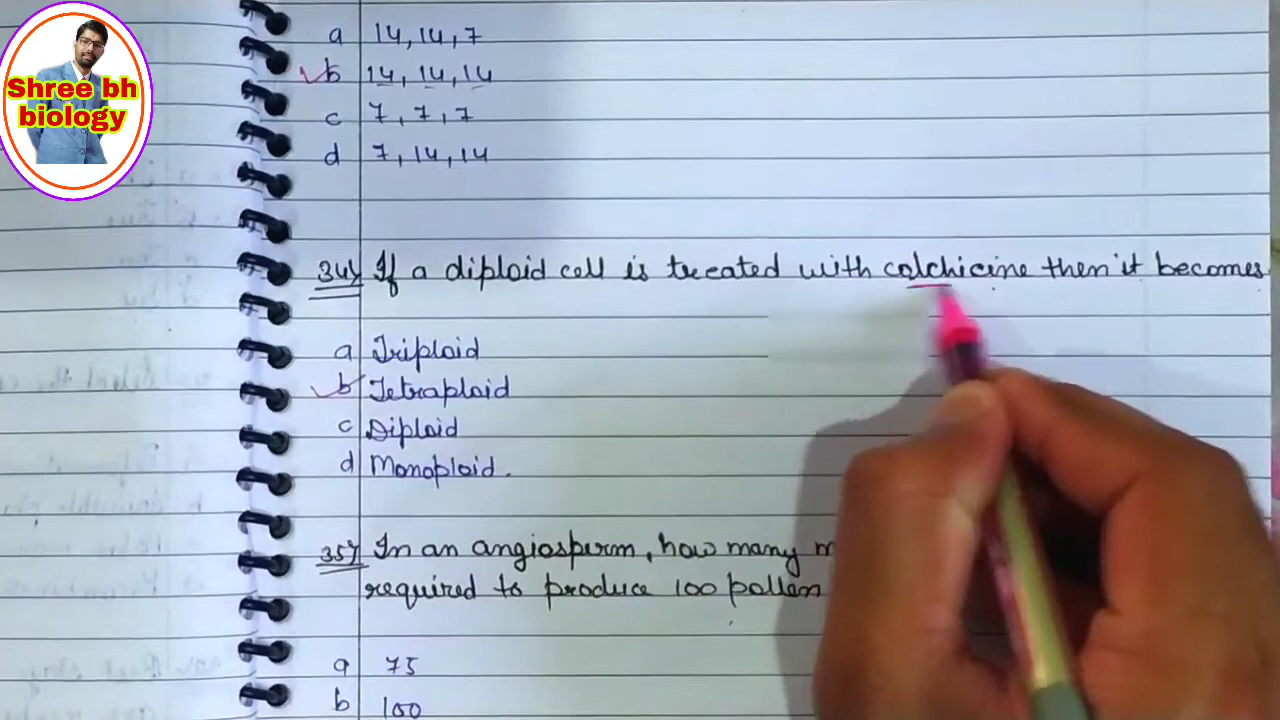 Shree bh
biology
a 14, 14, 7
b 14, 14, 14
c 7, 7, 7
d 7, 14, 14
34) If a diploid cell is treated with colchicine then it becomes
a Triploid
b Tetraploid
c Diploid
d Monoploid.
35) In an angiosperm, how many m
required to produce 100 pollen
a 75
b 100